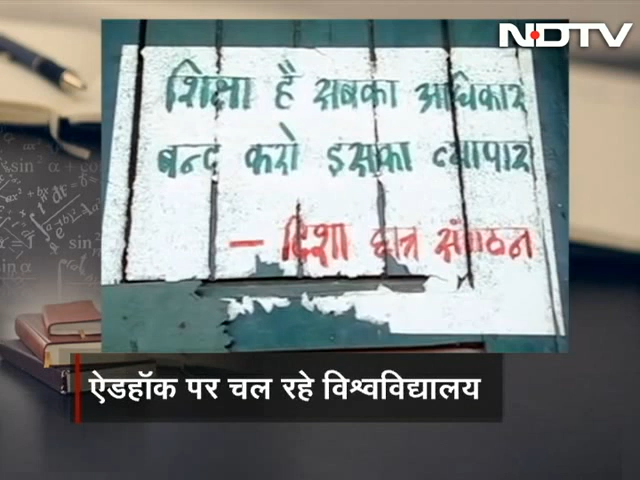 NDTV
शिक्षा है सबका अधिकार
बन्द करो इसका व्यापार
— दिशा छात्र संगठन
ऐडहॉक पर चल रहे विश्वविद्यालय